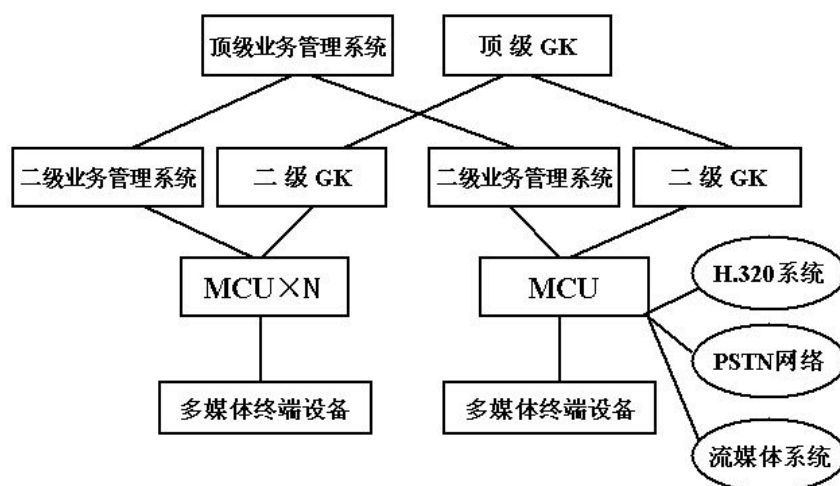 顶级业务管理系统
顶 级 GK
二级业务管理系统
二 级 GK
二级业务管理系统
二 级 GK
MCU×N
MCU
H.320系统
PSTN网络
多媒体终端设备
多媒体终端设备
流媒体系统